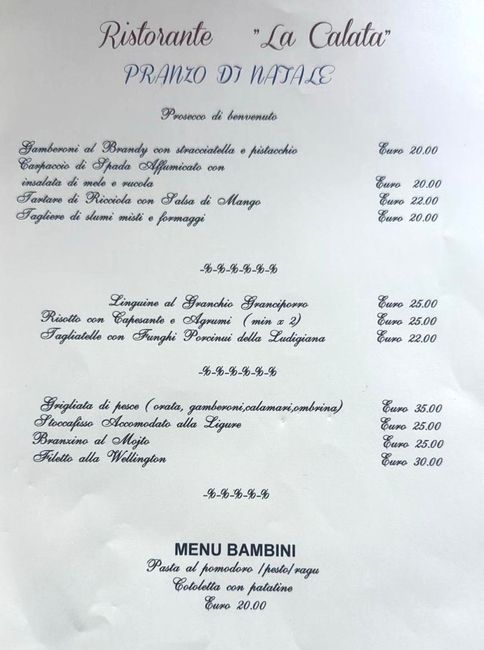 Ristorante "La Calata"
PRANZO DI NATALE
Prosecco di benvenuto
Gamberoni al Brandy con stracciatella e pistacchio Euro 20.00
Carpaccio di Spada Affumicato con
insalata di mele e rucola Euro 20.00
Tartare di Ricciola con Salsa di Mango Euro 22.00
Tagliere di slumi misti e formaggi Euro 20.00
-%-%-%-%-%-%
Linguine al Granchio Granciporro Euro 25.00
Risotto con Capesante e Agrumi (min x 2) Euro 25.00
Tagliatelle con Funghi Porcinui della Ludigiana Euro 22.00
-%-%-%-%-%-%
Grigliata di pesce (orata, gamberoni,calamari,ombrina) Euro 35.00
Stoccafisso Accomodato alla Ligure Euro 25.00
Branxino al Mojto Euro 25.00
Filetto alla Wellington Euro 30.00
-%-%-%-%-%
MENU BAMBINI
Pasta al pomodoro /pesto/ragu
Cotoletta con patatine
Euro 20.00